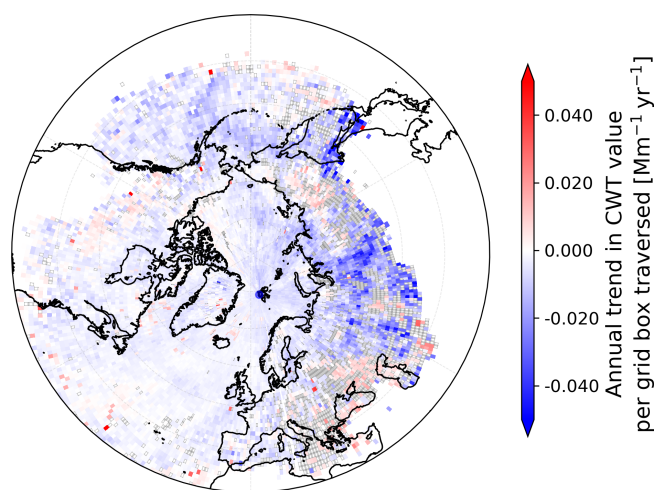 0.040
0.020
0.000
-0.020
-0.040
Annual trend in CWT value
per grid box traversed [Mm⁻¹ yr⁻¹]